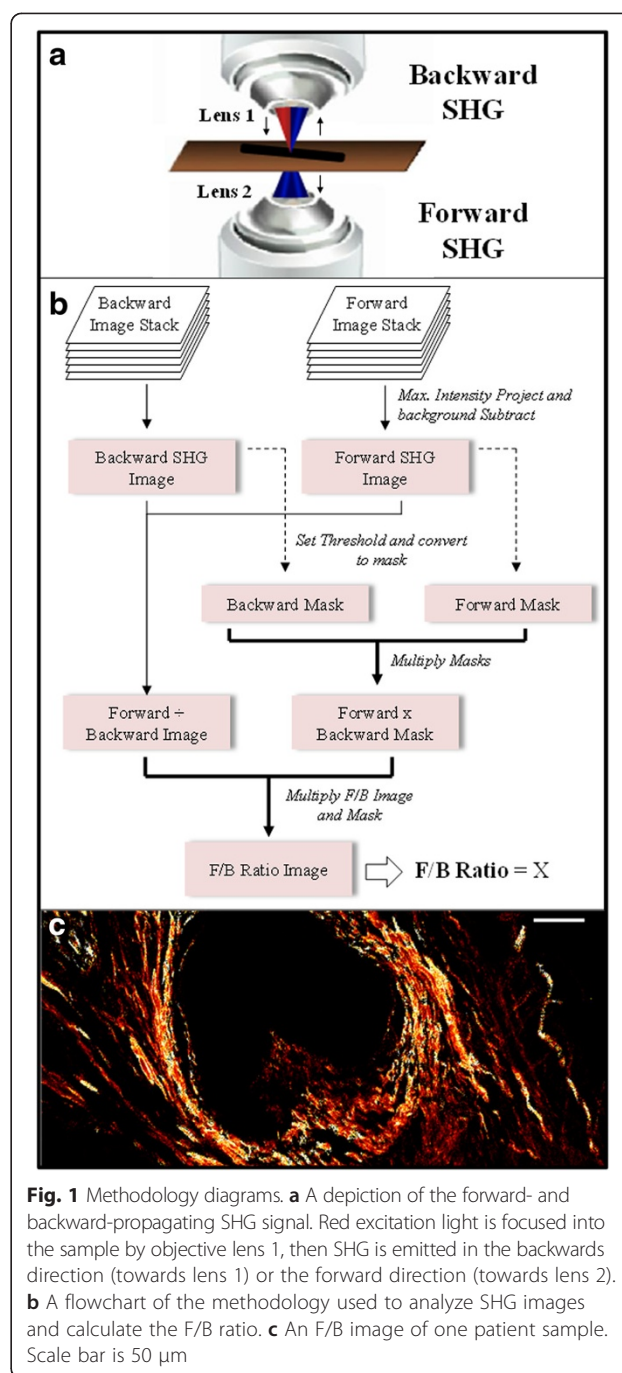 a
Backward
SHG
Lens 1
Lens 2
Forward
SHG
b
Backward
Image Stack
Forward
Image Stack
Max. Intensity Project and
background Subtract
Backward SHG
Image
Forward SHG
Image
Set Threshold and convert
to mask
Backward Mask
Forward Mask
Multiply Masks
Forward ÷
Backward Image
Forward x
Backward Mask
Multiply F/B Image
and Mask
F/B Ratio Image
F/B Ratio = X
c
Fig. 1 Methodology diagrams. a A depiction of the forward- and
backward-propagating SHG signal. Red excitation light is focused into
the sample by objective lens 1, then SHG is emitted in the backwards
direction (towards lens 1) or the forward direction (towards lens 2).
b A flowchart of the methodology used to analyze SHG images
and calculate the F/B ratio. c An F/B image of one patient sample.
Scale bar is 50 μm